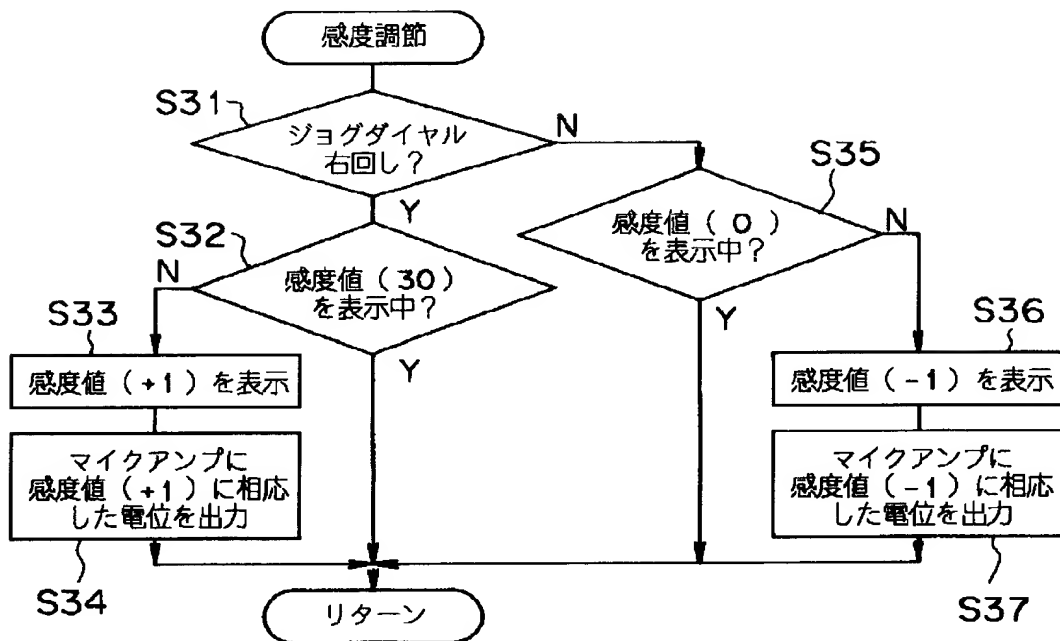 感度調節
S31
ジョグダイヤル
右回し？
N
Y
S32
感度値（30）
を表示中？
N
Y
S33
感度値（+1）を表示
マイクアンプに
感度値（+1）に相応
した電位を出力
S34
S35
感度値（0）
を表示中？
N
Y
S36
感度値（-1）を表示
マイクアンプに
感度値（-1）に相応
した電位を出力
S37
リターン